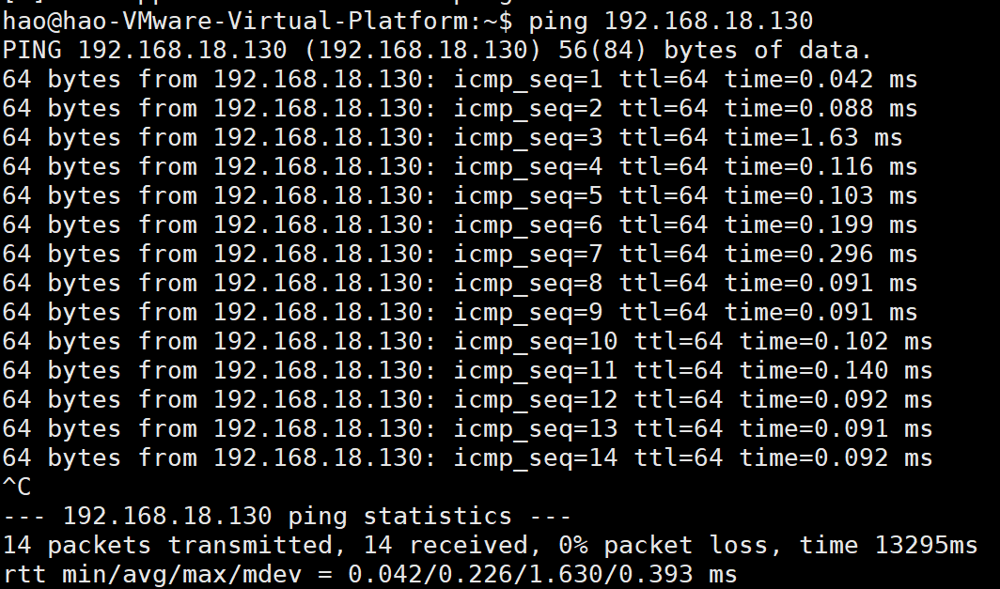 hao@hao-VMware-Virtual-Platform:~$ ping 192.168.18.130
PING 192.168.18.130 (192.168.18.130) 56(84) bytes of data.
64 bytes from 192.168.18.130: icmp_seq=1 ttl=64 time=0.042 ms
64 bytes from 192.168.18.130: icmp_seq=2 ttl=64 time=0.088 ms
64 bytes from 192.168.18.130: icmp_seq=3 ttl=64 time=1.63 ms
64 bytes from 192.168.18.130: icmp_seq=4 ttl=64 time=0.116 ms
64 bytes from 192.168.18.130: icmp_seq=5 ttl=64 time=0.103 ms
64 bytes from 192.168.18.130: icmp_seq=6 ttl=64 time=0.199 ms
64 bytes from 192.168.18.130: icmp_seq=7 ttl=64 time=0.296 ms
64 bytes from 192.168.18.130: icmp_seq=8 ttl=64 time=0.091 ms
64 bytes from 192.168.18.130: icmp_seq=9 ttl=64 time=0.091 ms
64 bytes from 192.168.18.130: icmp_seq=10 ttl=64 time=0.102 ms
64 bytes from 192.168.18.130: icmp_seq=11 ttl=64 time=0.140 ms
64 bytes from 192.168.18.130: icmp_seq=12 ttl=64 time=0.092 ms
64 bytes from 192.168.18.130: icmp_seq=13 ttl=64 time=0.091 ms
64 bytes from 192.168.18.130: icmp_seq=14 ttl=64 time=0.092 ms
^C
--- 192.168.18.130 ping statistics ---
14 packets transmitted, 14 received, 0% packet loss, time 13295ms
rtt min/avg/max/mdev = 0.042/0.226/1.630/0.393 ms